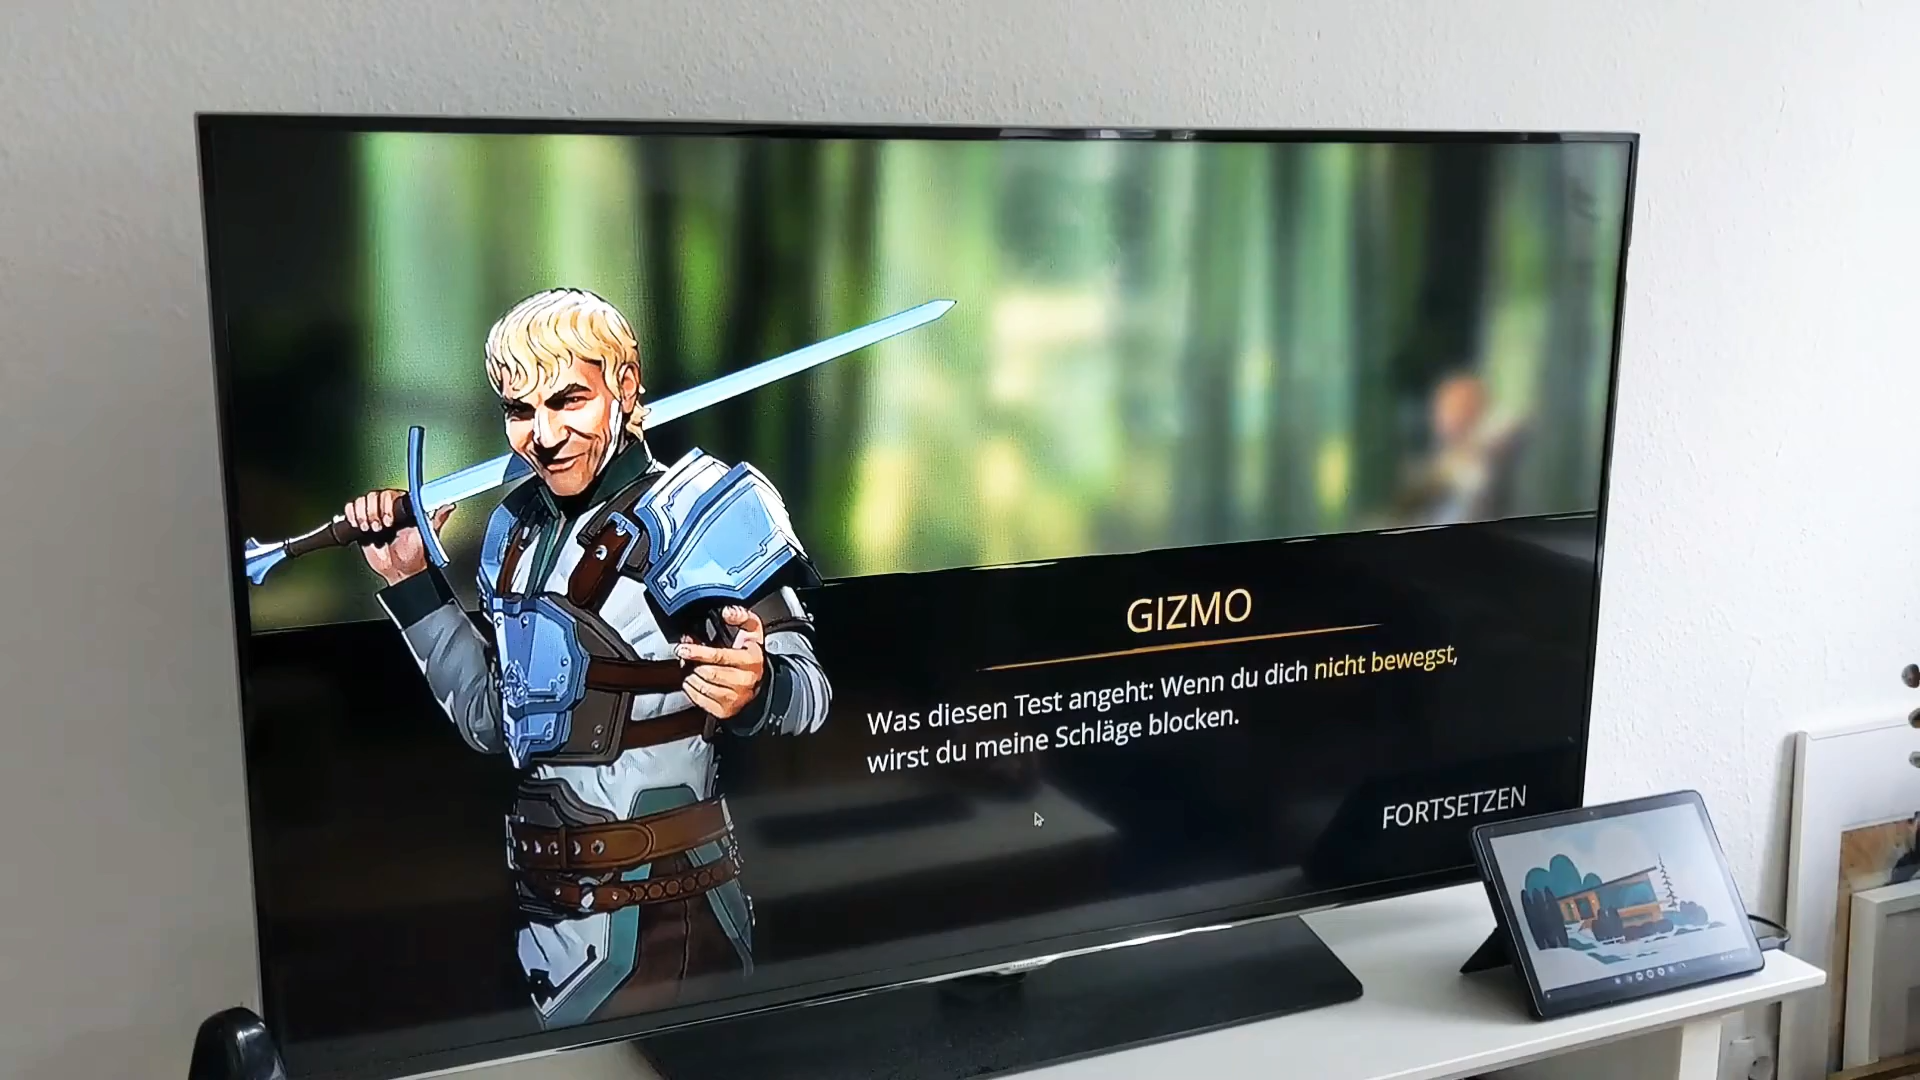 GIZMO
Was diesen Test angeht: Wenn du dich nicht bewegst,
wirst du meine Schläge blocken.
FORTSETZEN